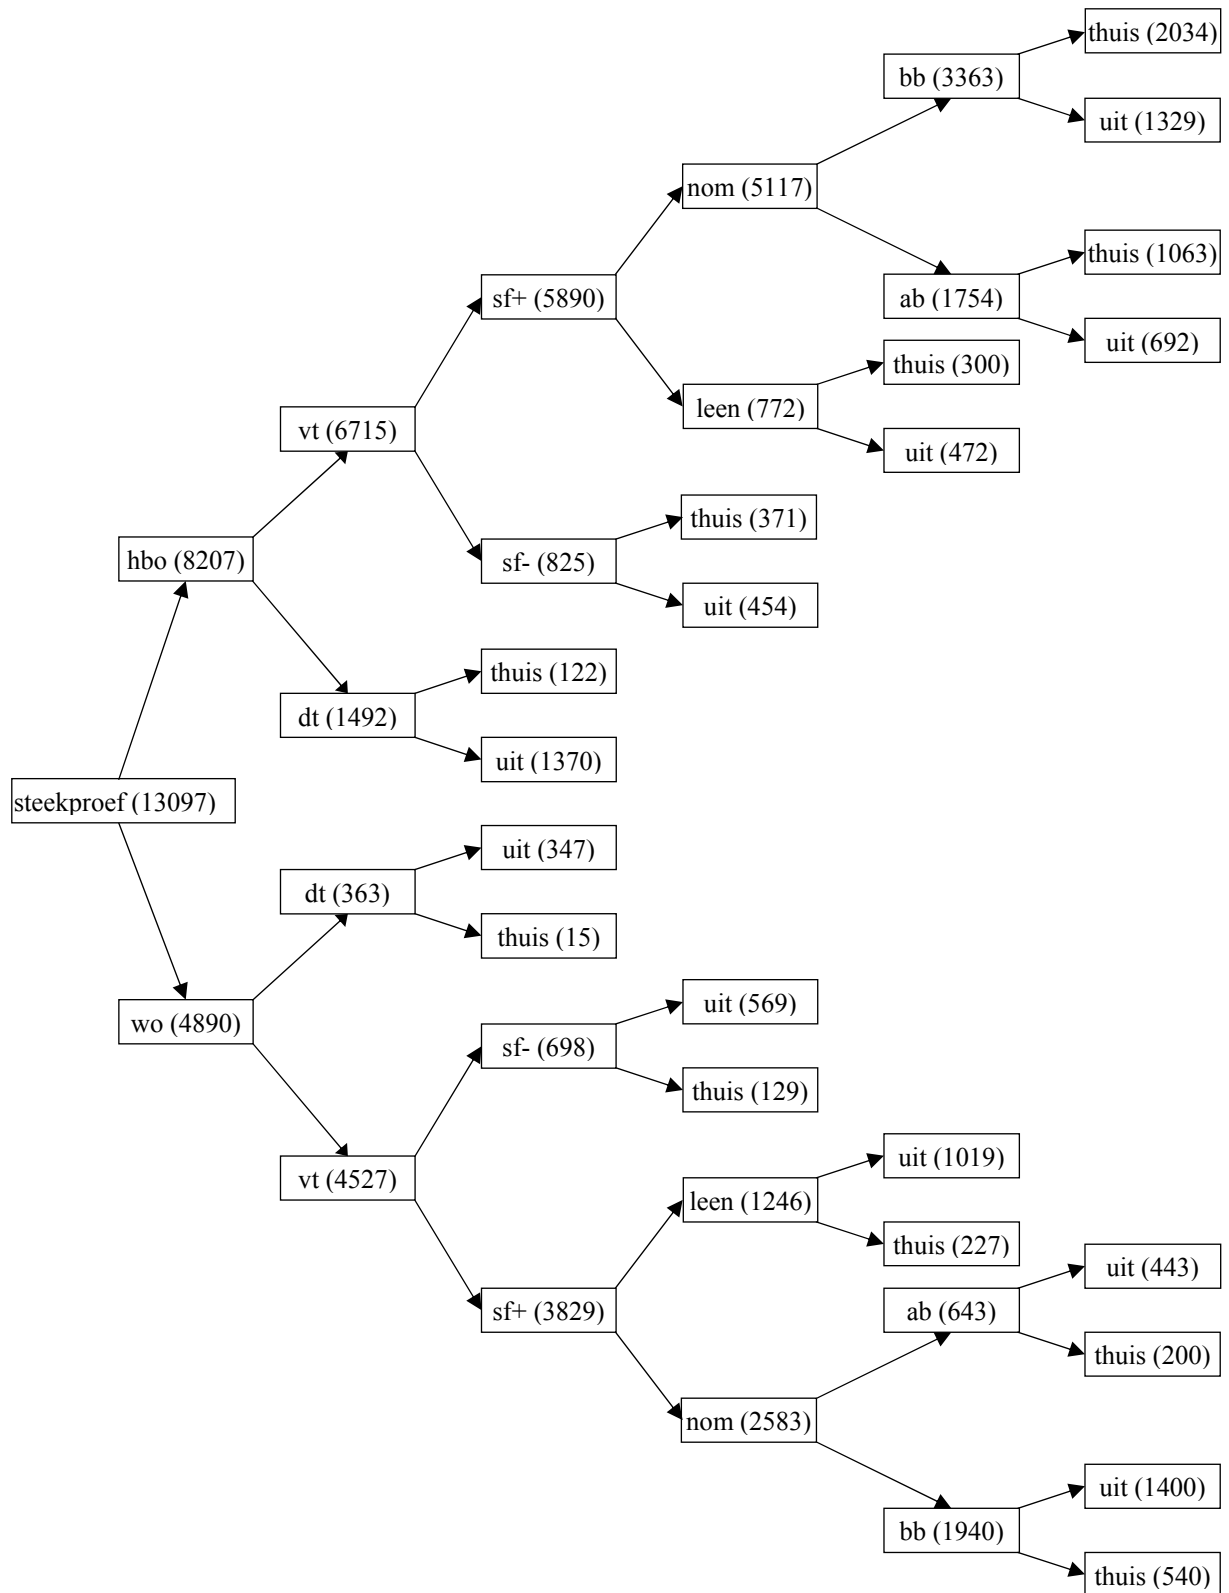 thuis (2034)
bb (3363)
uit (1329)
nom (5117)
thuis (1063)
sf+ (5890)
ab (1754)
uit (692)
thuis (300)
leen (772)
vt (6715)
uit (472)
thuis (371)
hbo (8207)
sf- (825)
uit (454)
thuis (122)
dt (1492)
uit (1370)
steekproef (13097)
uit (347)
dt (363)
thuis (15)
uit (569)
wo (4890)
sf- (698)
thuis (129)
uit (1019)
vt (4527)
leen (1246)
thuis (227)
uit (443)
sf+ (3829)
ab (643)
thuis (200)
nom (2583)
uit (1400)
bb (1940)
thuis (540)